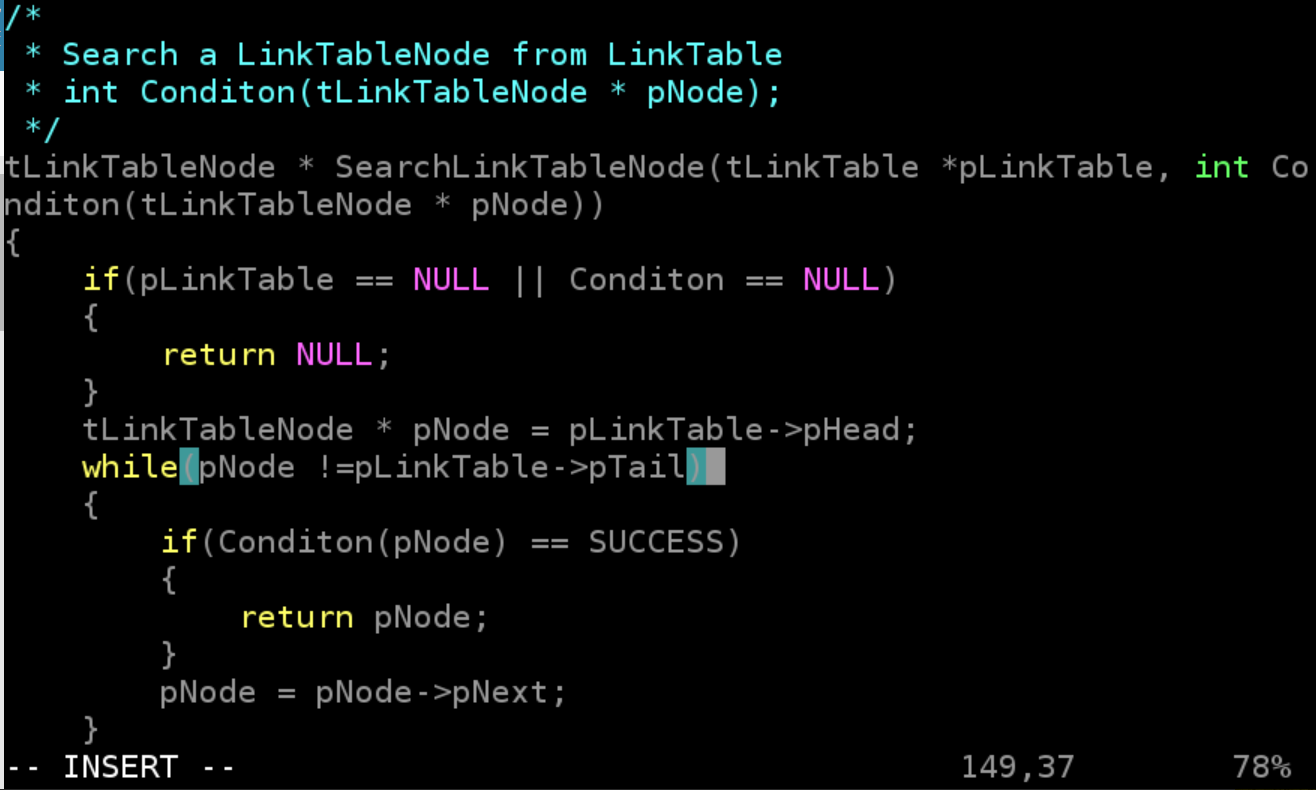 /*
 * Search a LinkTableNode from LinkTable
 * int Conditon(tLinkTableNode * pNode);
 */
tLinkTableNode * SearchLinkTableNode(tLinkTable *pLinkTable, int Co
nditon(tLinkTableNode * pNode))
{
    if(pLinkTable == NULL || Conditon == NULL)
    {
        return NULL;
    }
    tLinkTableNode * pNode = pLinkTable->pHead;
    while(pNode !=pLinkTable->pTail)
    {
        if(Conditon(pNode) == SUCCESS)
        {
            return pNode;
        }
        pNode = pNode->pNext;
    }
-- INSERT -- 149,37 78%